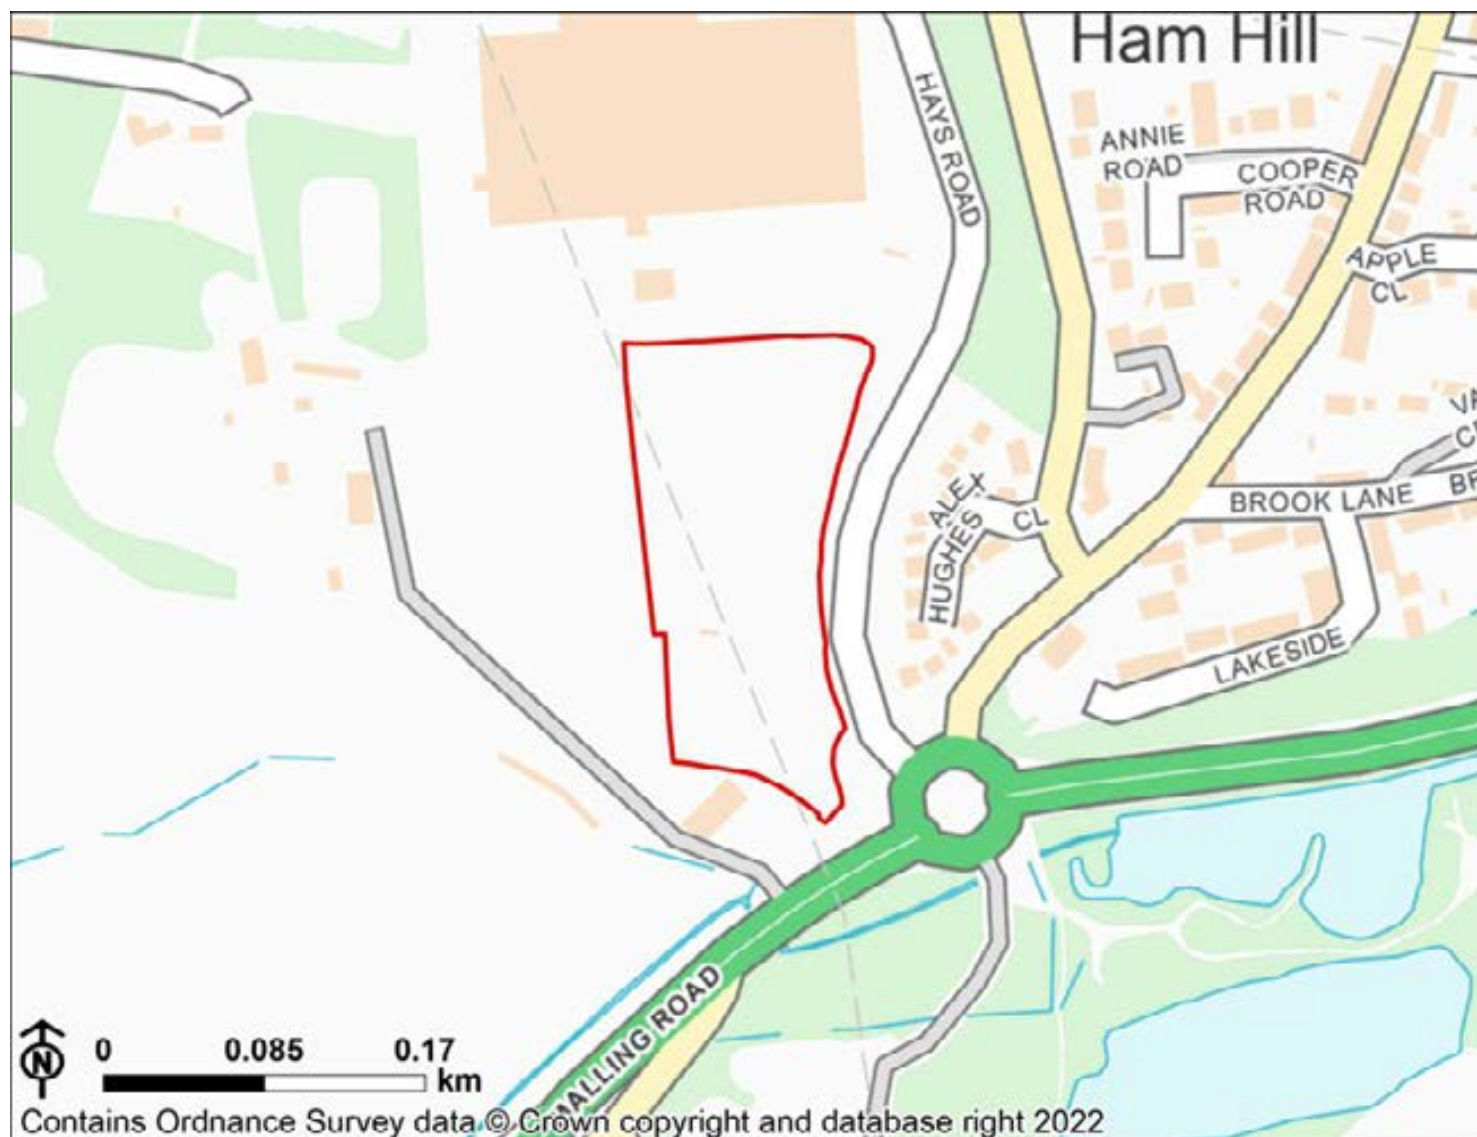 Ham Hill
HAYS ROAD
ANNIE
ROAD
COOPER
ROAD
APPLE
CL
ALEX
HUGHES
CL
BROOK LANE
LAKESIDE
MALLING ROAD
N
0 0.085 0.17
km
Contains Ordnance Survey data © Crown copyright and database right 2022